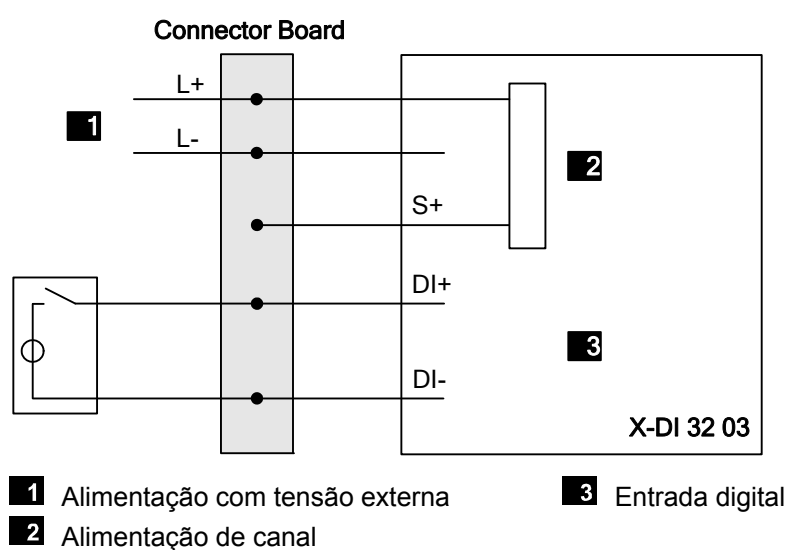 Connector Board
L+
1
L-
2
S+
DI+
3
DI-
X-DI 32 03
1 Alimentação com tensão externa
3 Entrada digital
2 Alimentação de canal